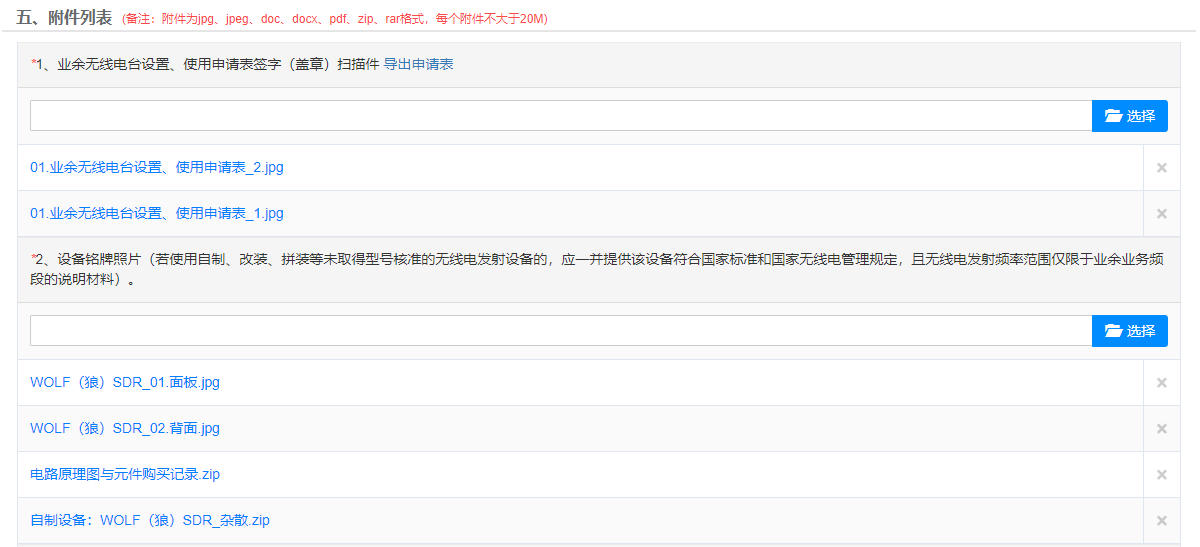 五、附件列表 (备注：附件为jpg、jpeg、doc、docx、pdf、zip、rar格式，每个附件不大于20M)
*1、业余无线电台设置、使用申请表签字（盖章）扫描件 导出申请表
选择
01.业余无线电台设置、使用申请表_2.jpg
01.业余无线电台设置、使用申请表_1.jpg
*2、设备铭牌照片（若使用自制、改装、拼装等未取得型号核准的无线电发射设备的，应一并提供该设备符合国家标准和国家无线电管理规定，且无线电发射频率范围仅限于业余业务频
段的说明材料）。
选择
WOLF（狼）SDR_01.面板.jpg
WOLF（狼）SDR_02.背面.jpg
电路原理图与元件购买记录.zip
自制设备：WOLF（狼）SDR_杂散.zip